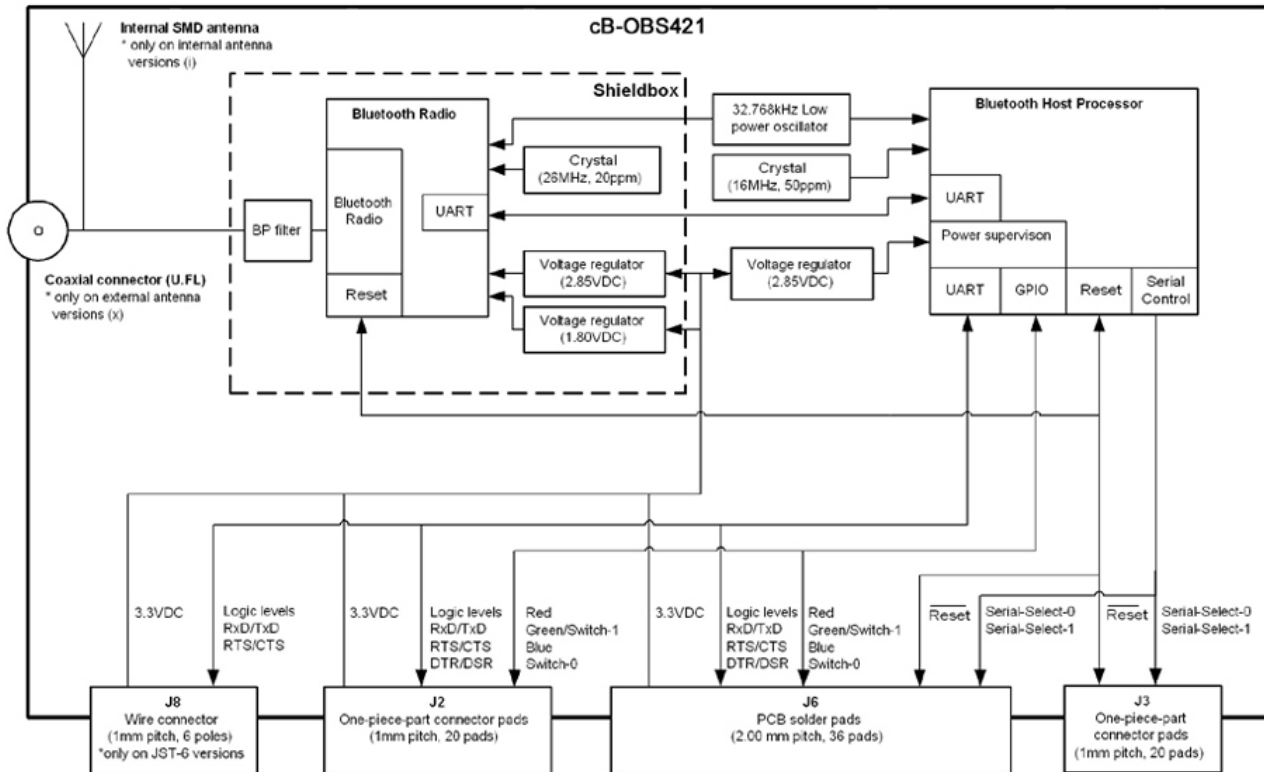 cB-OBS421
Internal SMD antenna
* only on internal antenna
versions (i)
Shieldbox
Bluetooth Radio
32.768kHz Low
power oscillator
Bluetooth Host Processor
Crystal
(26MHz, 20ppm)
Crystal
(16MHz, 50ppm)
Bluetooth
Radio
UART
UART
BP filter
Power supervison
Voltage regulator
(2.85VDC)
Voltage regulator
(2.85VDC)
Coaxial connector (U.FL)
* only on external antenna
versions (x)
Reset
UART
GPIO
Reset
Serial
Control
Voltage regulator
(1.80VDC)
3.3VDC
Logic levels
RxD/TxD
RTS/CTS
3.3VDC
Logic levels
RxD/TxD
RTS/CTS
DTR/DSR
Red
Green/Switch-1
Blue
Switch-0
3.3VDC
Logic levels
RxD/TxD
RTS/CTS
DTR/DSR
Red
Green/Switch-1
Blue
Switch-0
Reset
Serial-Select-0
Serial-Select-1
Reset
Serial-Select-0
Serial-Select-1
J8
Wire connector
(1mm pitch, 6 poles)
*only on JST-6 versions
J2
One-piece-part connector pads
(1mm pitch, 20 pads)
J6
PCB solder pads
(2.00 mm pitch, 36 pads)
J3
One-piece-part
connector pads
(1mm pitch, 20 pads)